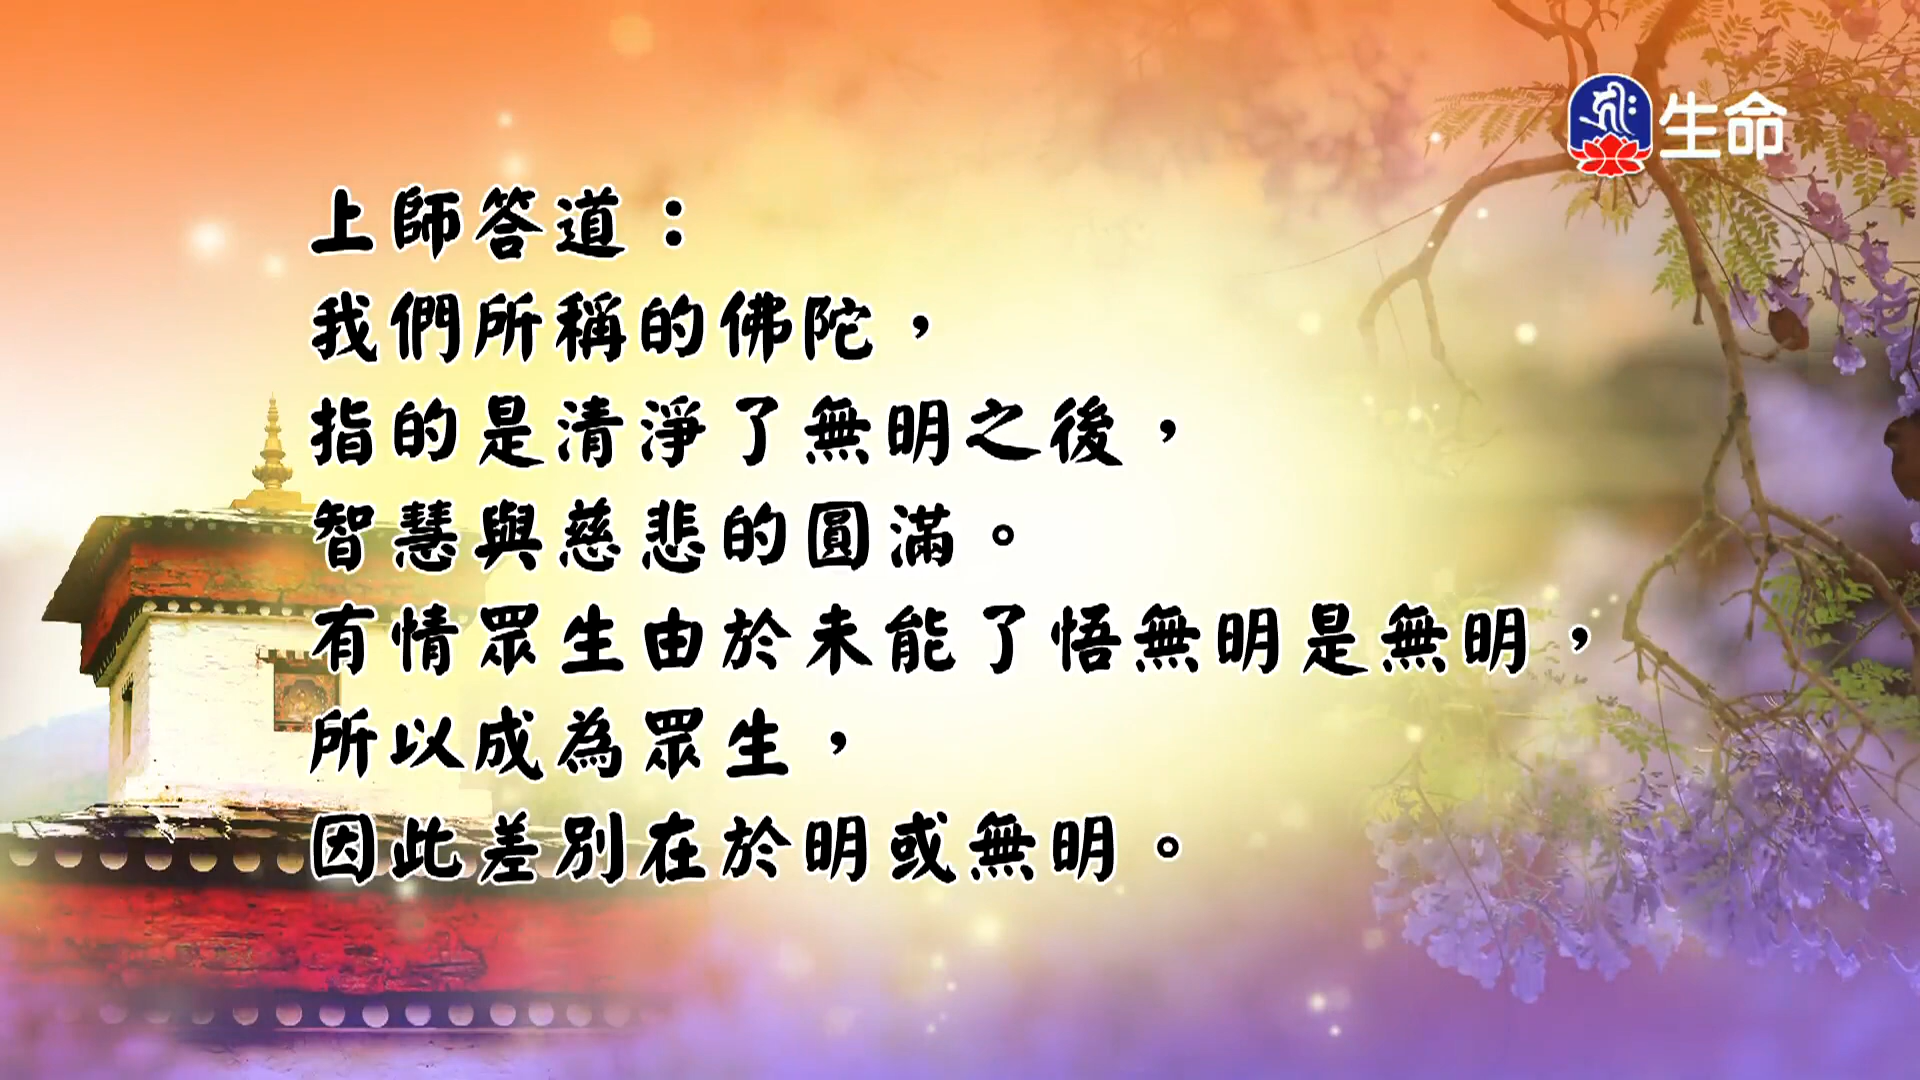 生命
上師答道：
我們所稱的佛陀，
指的是清淨了無明之後，
智慧與慈悲的圓滿。
有情眾生由於未能了悟無明是無明，
所以成為眾生，
因此差別在於明或無明。